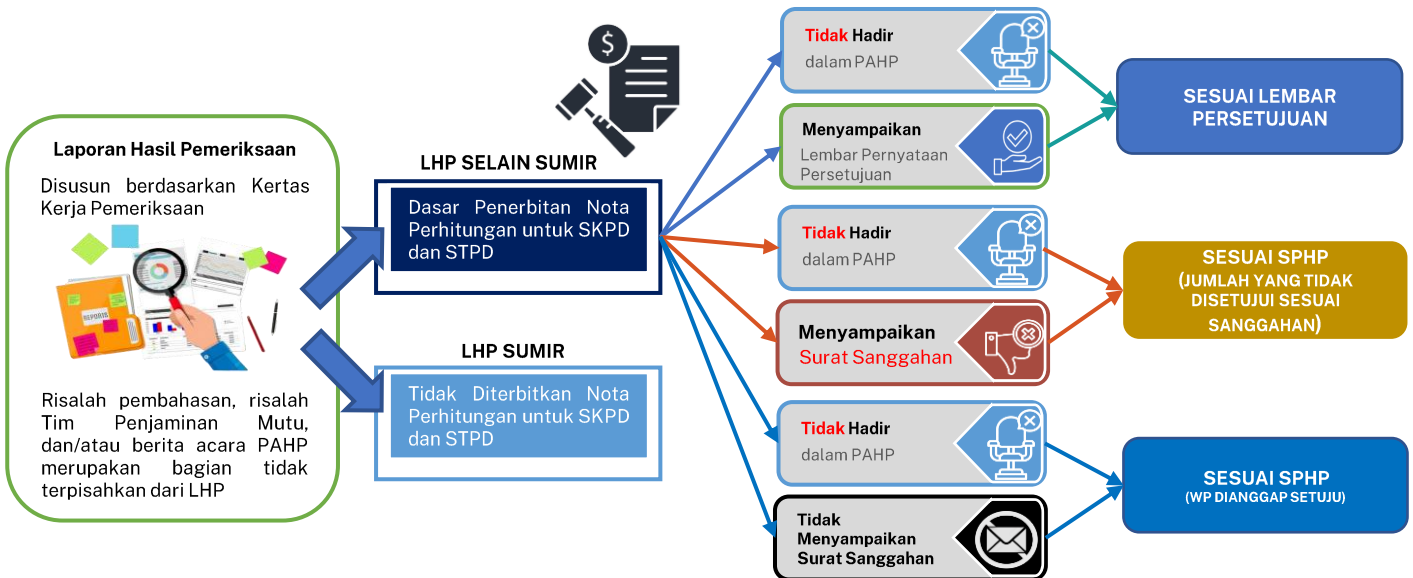 Laporan Hasil Pemeriksaan
Disusun berdasarkan Kertas
Kerja Pemeriksaan
REPORTS
Risalah pembahasan, risalah
Tim Penjaminan Mutu,
dan/atau berita acara PAHP
merupakan bagian tidak
terpisahkan dari LHP
$
LHP SELAIN SUMIR
Dasar Penerbitan Nota
Perhitungan untuk SKPD
dan STPD
LHP SUMIR
Tidak Diterbitkan Nota
Perhitungan untuk SKPD
dan STPD
Tidak Hadir
dalam PAHP
Menyampaikan
Lembar Pernyataan
Persetujuan
Tidak Hadir
dalam PAHP
Menyampaikan
Surat Sanggahan
Tidak Hadir
dalam PAHP
Tidak
Menyampaikan
Surat Sanggahan
SESUAI LEMBAR
PERSETUJUAN
SESUAI SPHP
(JUMLAH YANG TIDAK
DISETUJUI SESUAI
SANGGAHAN)
SESUAI SPHP
(WP DIANGGAP SETUJU)